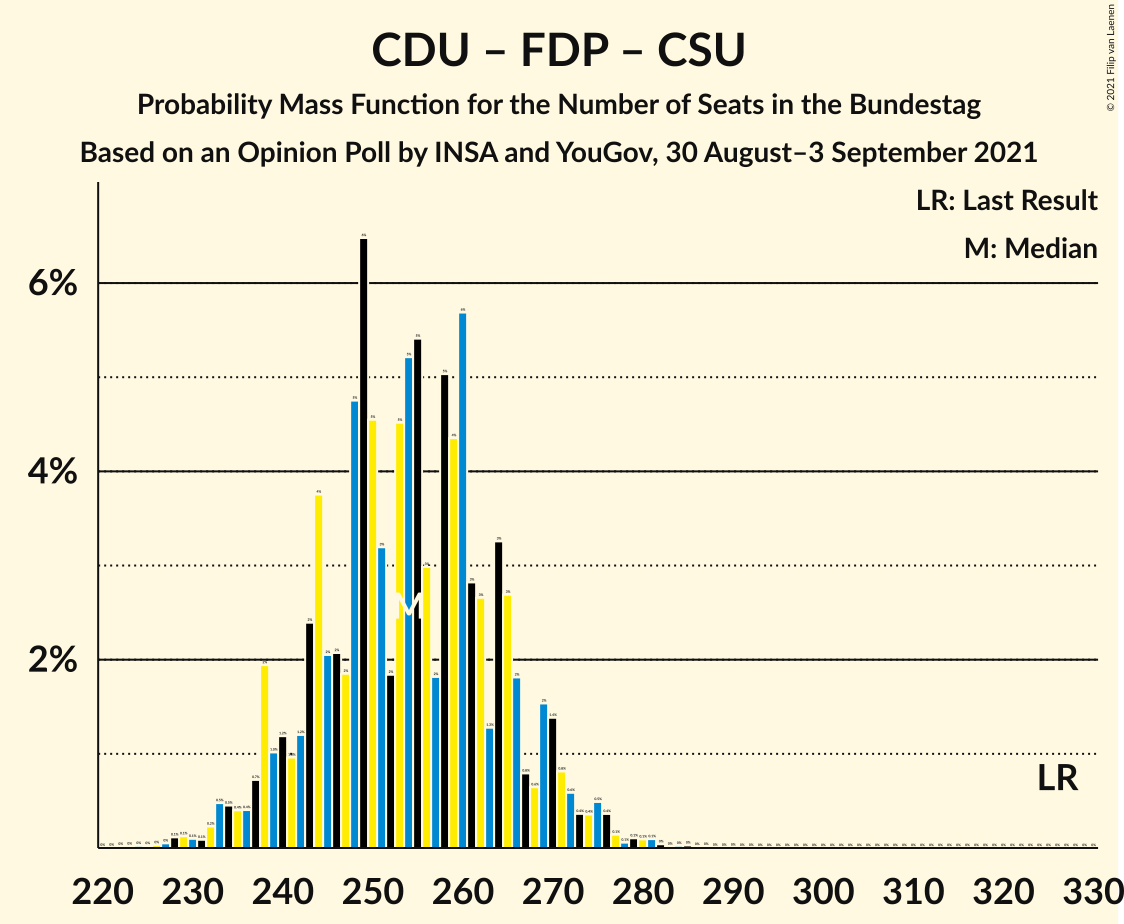 CDU – FDP – CSU
Probability Mass Function for the Number of Seats in the Bundestag
Based on an Opinion Poll by INSA and YouGov, 30 August–3 September 2021
© 2021 Filip van Laenen
LR: Last Result
M: Median
6%
4%
2%
M
LR
220 230 240 250 260 270 280 290 300 310 320 330